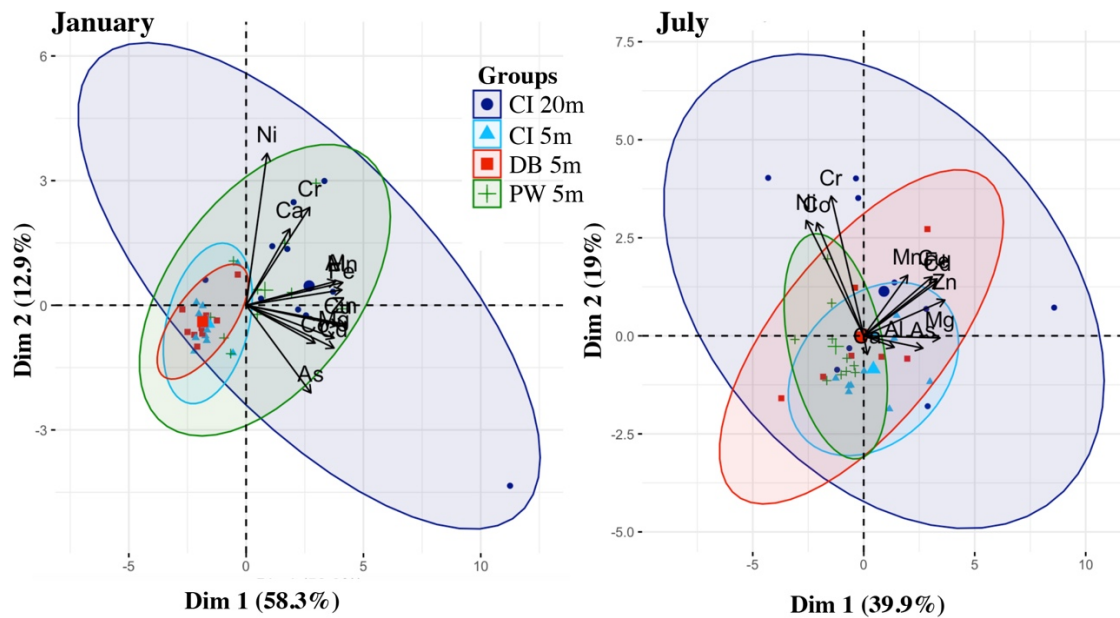 January
Groups
CI 20m
CI 5m
DB 5m
PW 5m
6
3
0
-3
Dim 2 (12.9%)
Ni
Cr
Ca
Mn
Fe
Mg
As
-5
0
5
10
Dim 1 (58.3%)
July
7.5
5.0
2.5
0.0
-2.5
-5.0
Dim 2 (19%)
Cr
Ni
Co
Mn
Zn
Mg
Al
As
-5
0
5
10
Dim 1 (39.9%)